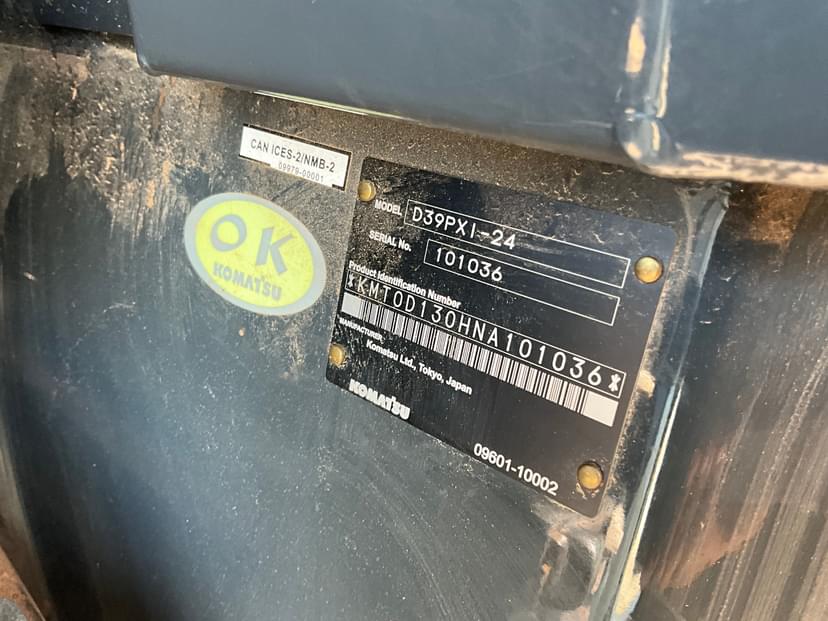 CAN ICES-2/NMB-2
09979-00001
OK
KOMATSU
MODEL D39PXI-24
SERIAL No. 101036
Product Identification Number
*KMT0D130HNA101036*
MANUFACTURER
Komatsu Ltd., Tokyo, Japan
KOMATSU
09601-10002